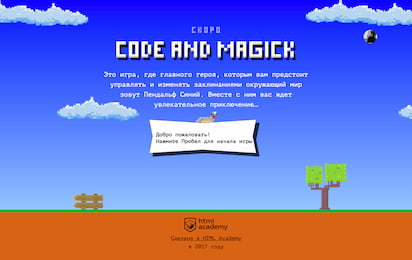 СКОРО
CODE AND MAGICK
Это игра, где главного героя, которым вам предстоит
управлять и изменять заклинаниями окружающий мир
зовут Пендальф Синий. Вместе с ним вас ждет
увлекательное приключение…
Добро пожаловать!
Нажмите Пробел для начала игры
html
academy
Сделано в HTML Academy
в 2017 году